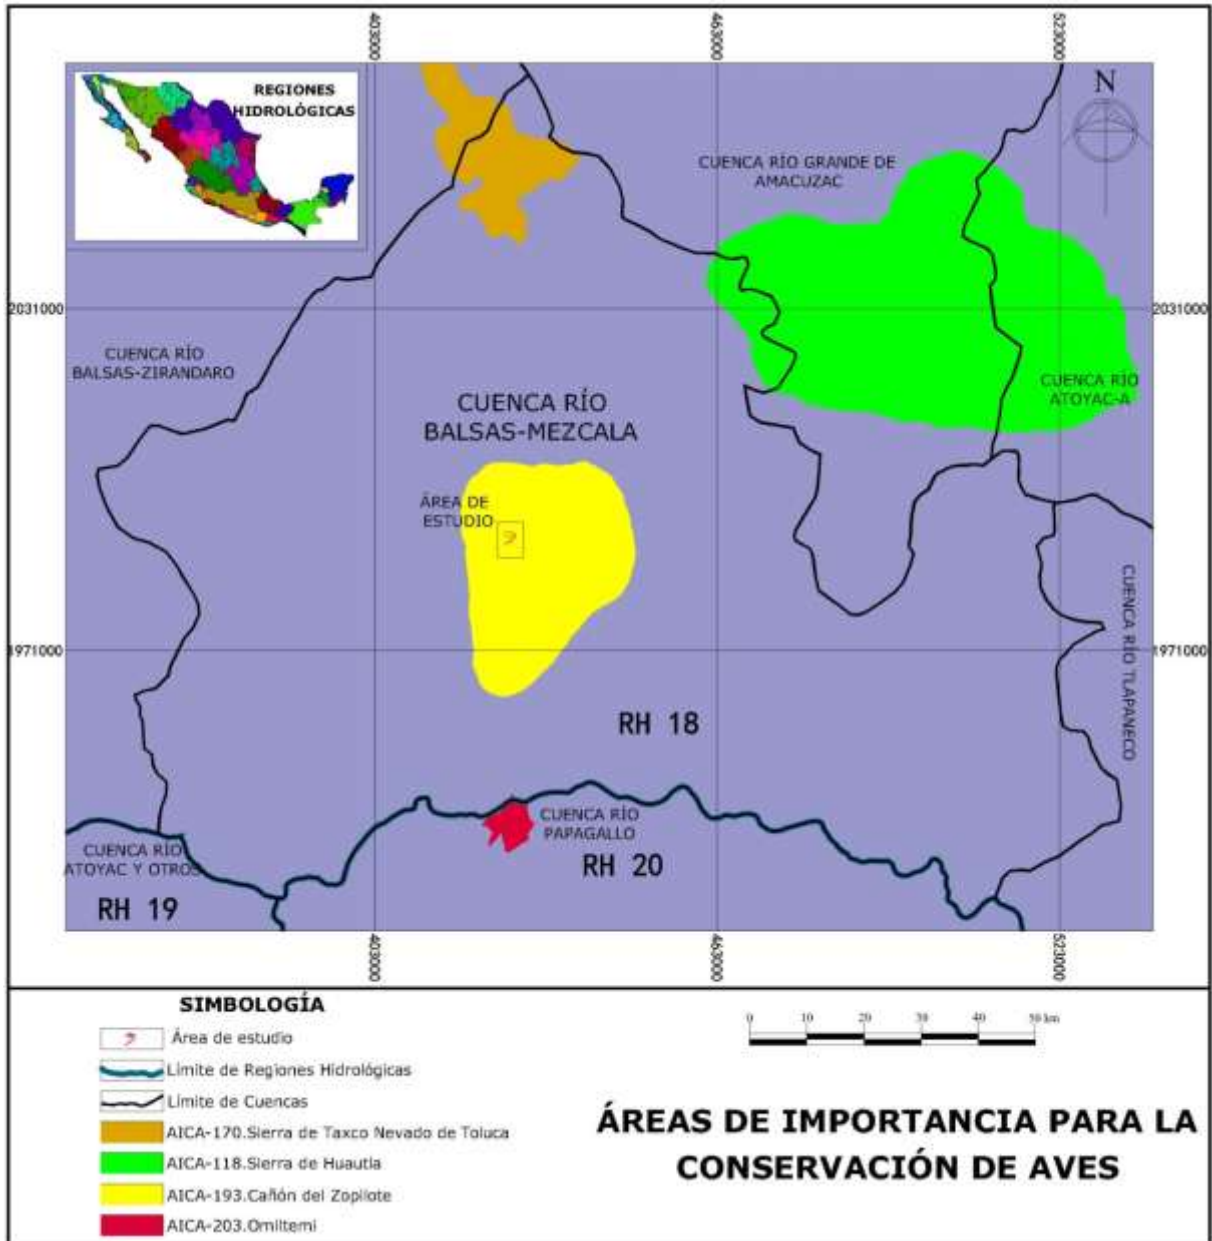 403000
463000
523000
REGIONES
HIDROLÓGICAS
N
CUENCA RÍO GRANDE DE
AMACUZAC
2031000
2031000
CUENCA RÍO
BALSAS-ZIRANDARO
CUENCA RÍO
BALSAS-MEZCALA
CUENCA RÍO
ATOYAC-A
ÁREA DE
ESTUDIO
CUENCA RÍO TLAPANECO
1971000
1971000
RH 18
CUENCA RÍO
PAPAGALLO
CUENCA RÍO
ATOYAC Y OTROS
RH 20
RH 19
403000
463000
523000
SIMBOLOGÍA
Área de estudio
Límite de Regiones Hidrológicas
Límite de Cuencas
AICA-170.Sierra de Taxco Nevado de Toluca
AICA-118.Sierra de Huautla
AICA-193.Cañón del Zopilote
AICA-203.Omiltemi
0 10 20 30 40 50 km
ÁREAS DE IMPORTANCIA PARA LA
CONSERVACIÓN DE AVES